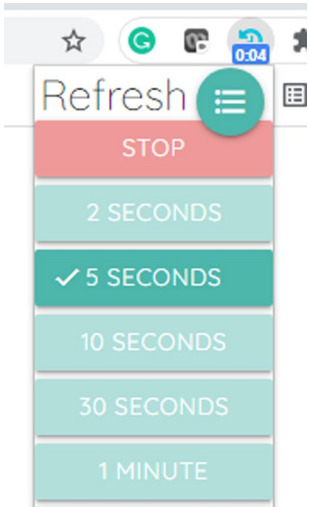 G
0:04
Refresh
STOP
2 SECONDS
5 SECONDS
10 SECONDS
30 SECONDS
1 MINUTE